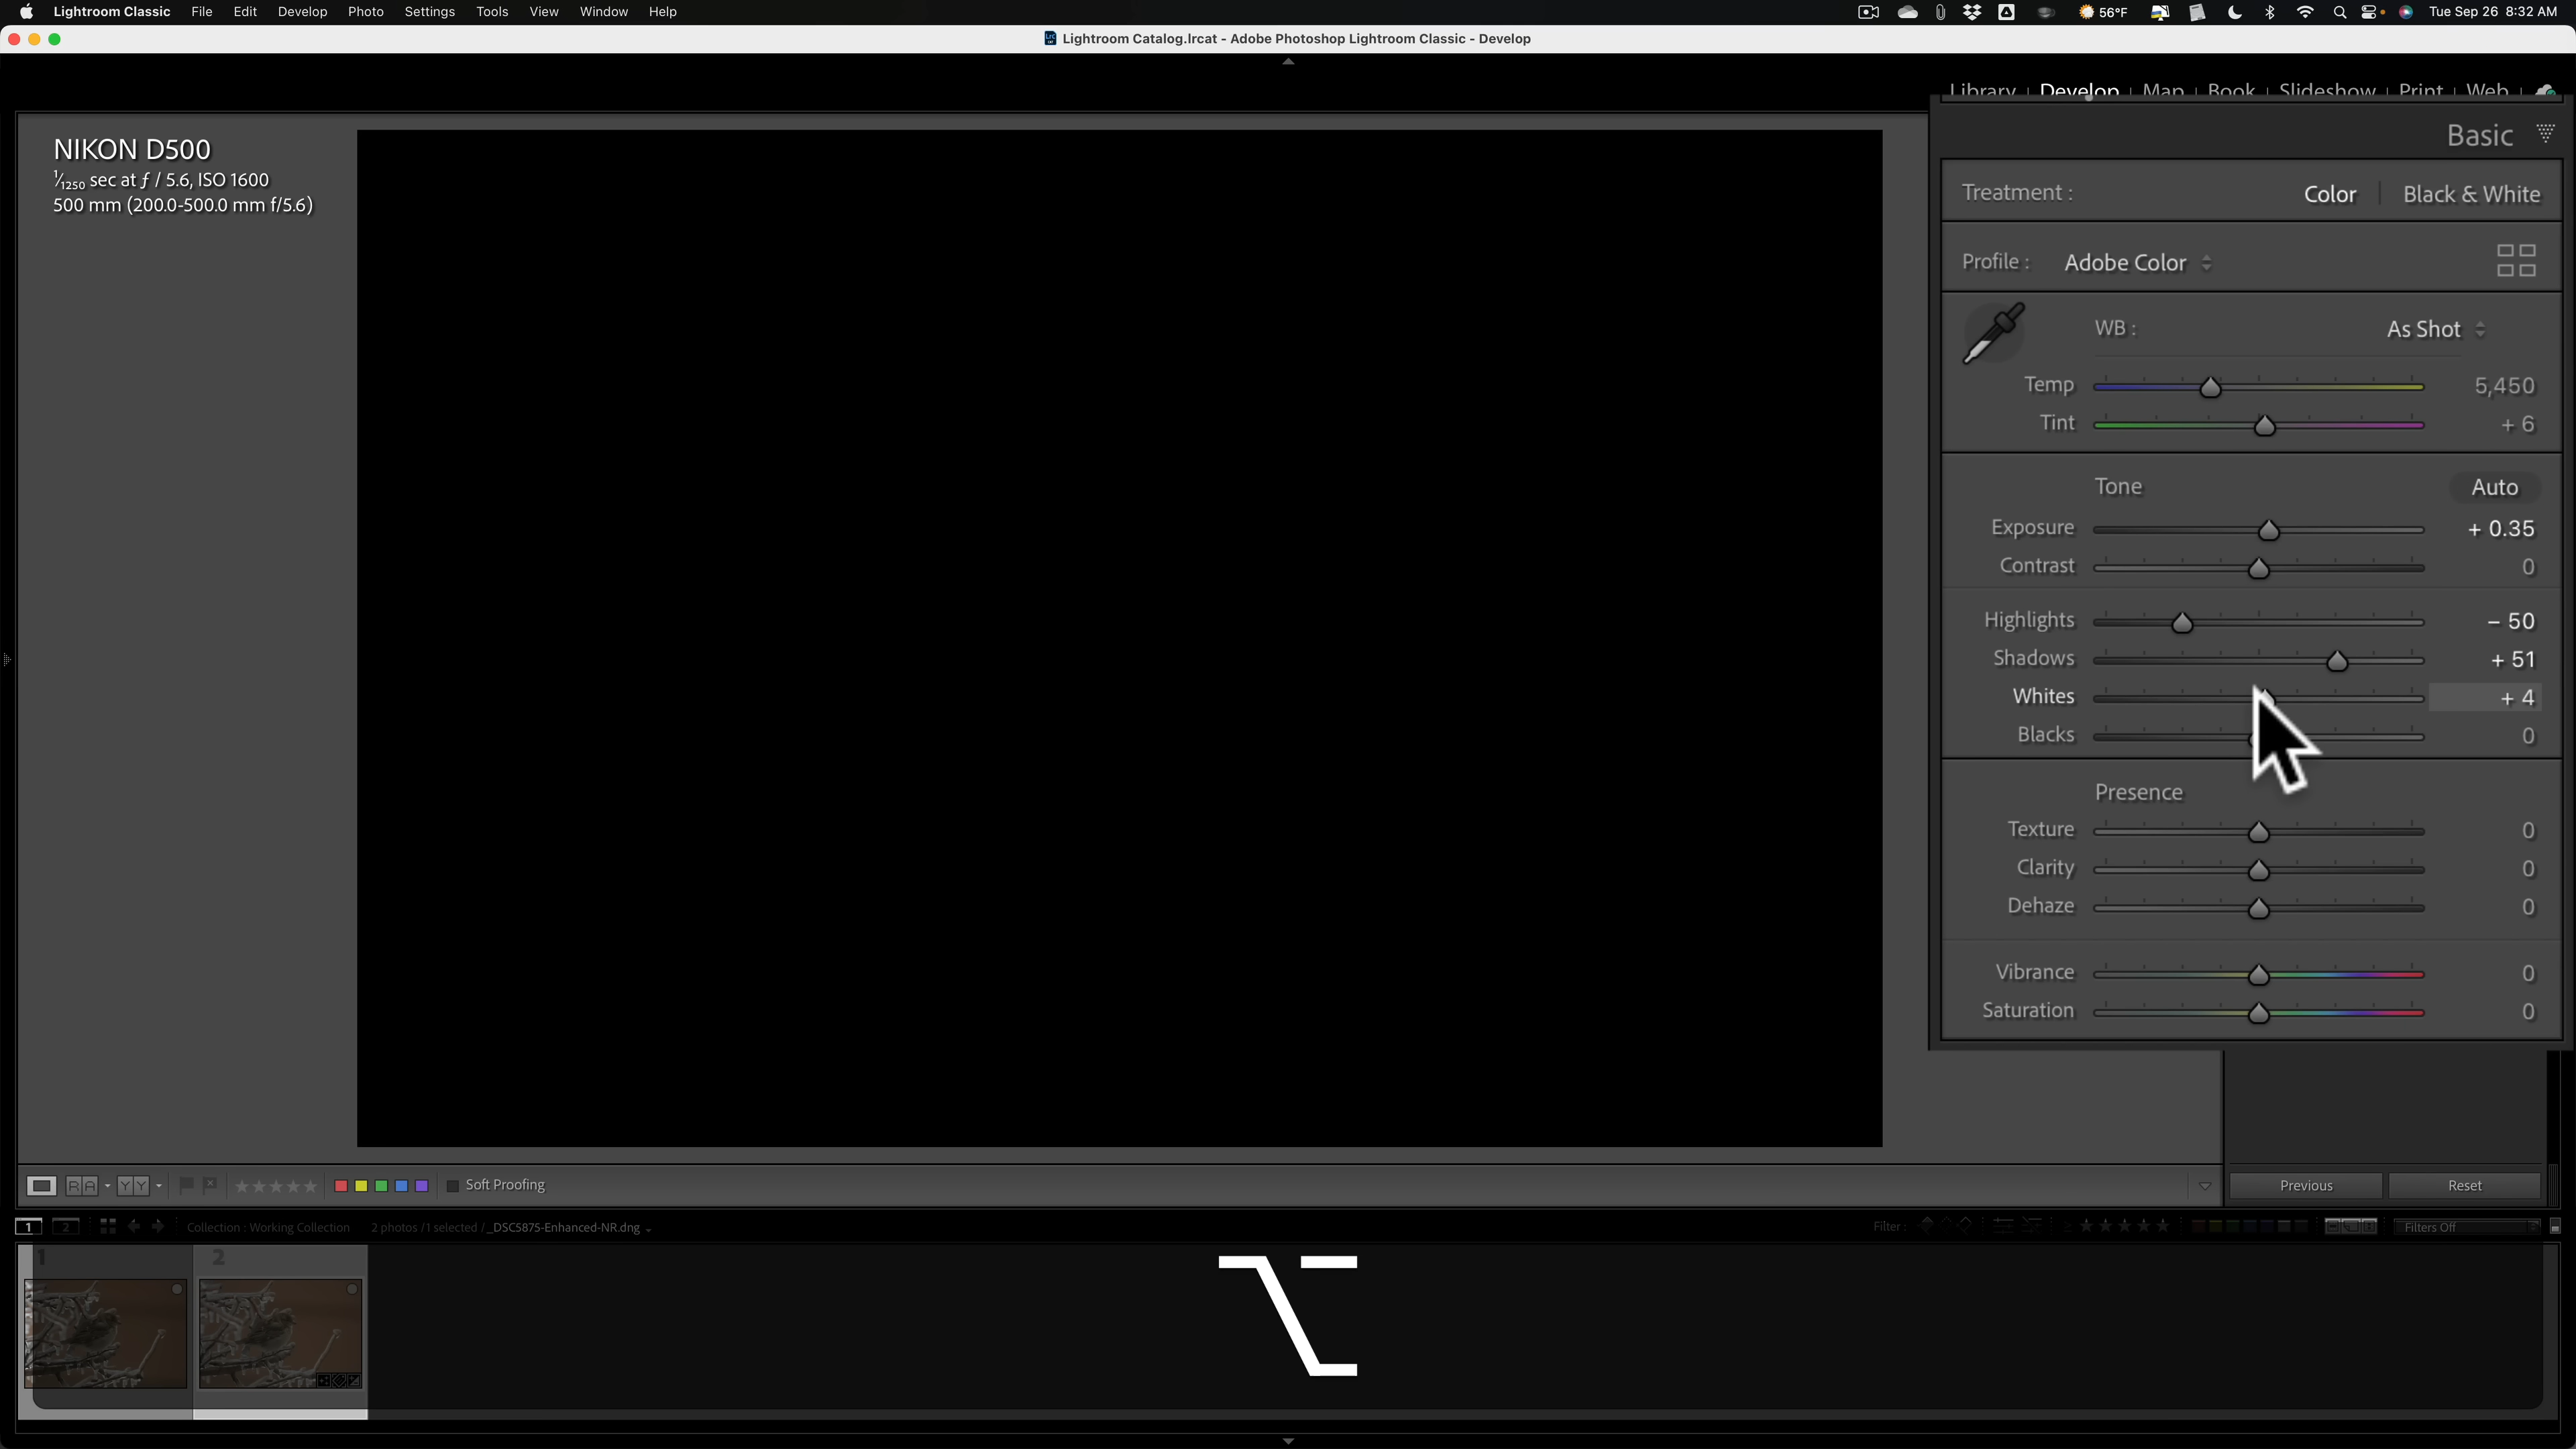 Lightroom Classic File Edit Develop Photo Settings Tools View Window Help 56°F Tue Sep 26 8:32 AM
Lightroom Catalog.lrcat - Adobe Photoshop Lightroom Classic - Develop
Library Develop Map Book Slideshow Print Web
NIKON D500
1/1250 sec at ƒ / 5.6, ISO 1600
500 mm (200.0-500.0 mm f/5.6)
Basic
Treatment : Color Black & White
Profile : Adobe Color
WB : As Shot
Temp 5,450
Tint + 6
Tone Auto
Exposure + 0.35
Contrast 0
Highlights − 50
Shadows + 51
Whites + 4
Blacks 0
Presence
Texture 0
Clarity 0
Dehaze 0
Vibrance 0
Saturation 0
R A Y Y Soft Proofing Previous Reset
1 2 Collection : Working Collection 2 photos / 1 selected / _DSC5875-Enhanced-NR.dng Filter : Filters Off
1 2